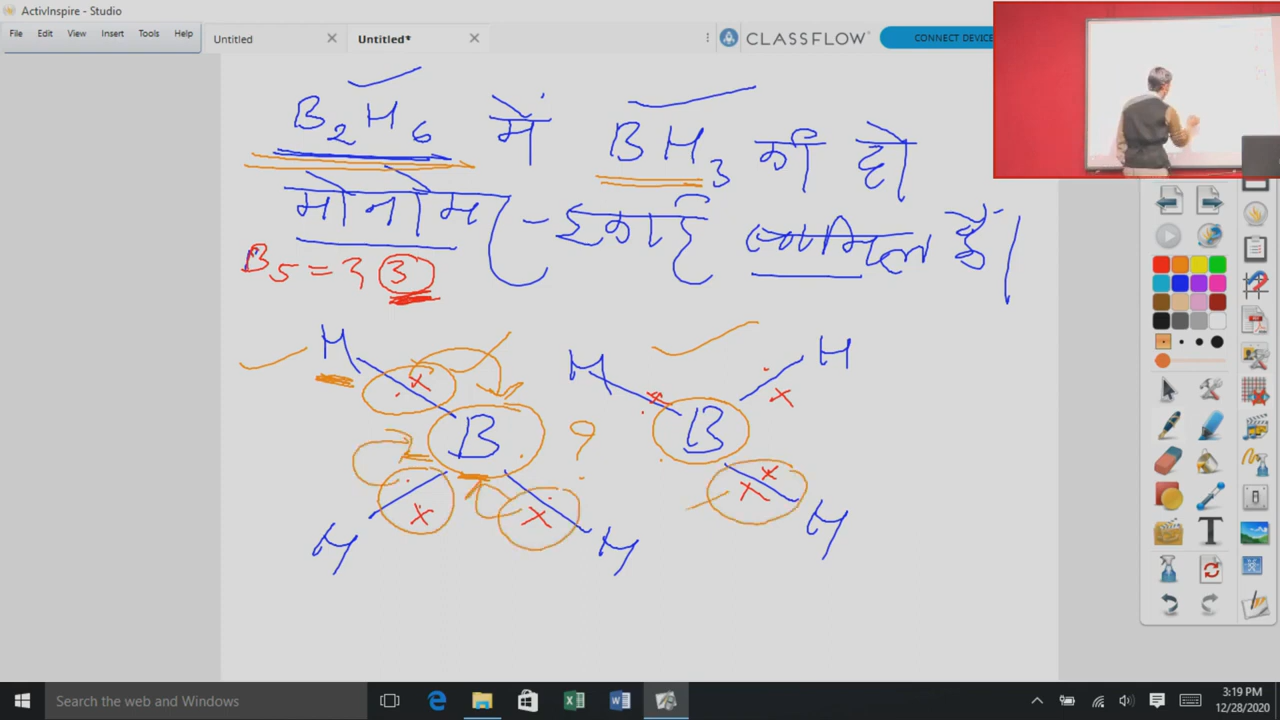 ActivInspire - Studio
File Edit View Insert Tools Help
Untitled
Untitled*
CLASSFLOW
CONNECT DEVICE
B2H6 में BH3 की दो
मोनोमर - इकाई सामिल हैं।
B5 = 2 3
H H H
B B
H H H
?
T
Search the web and Windows
3:19 PM
12/28/2020